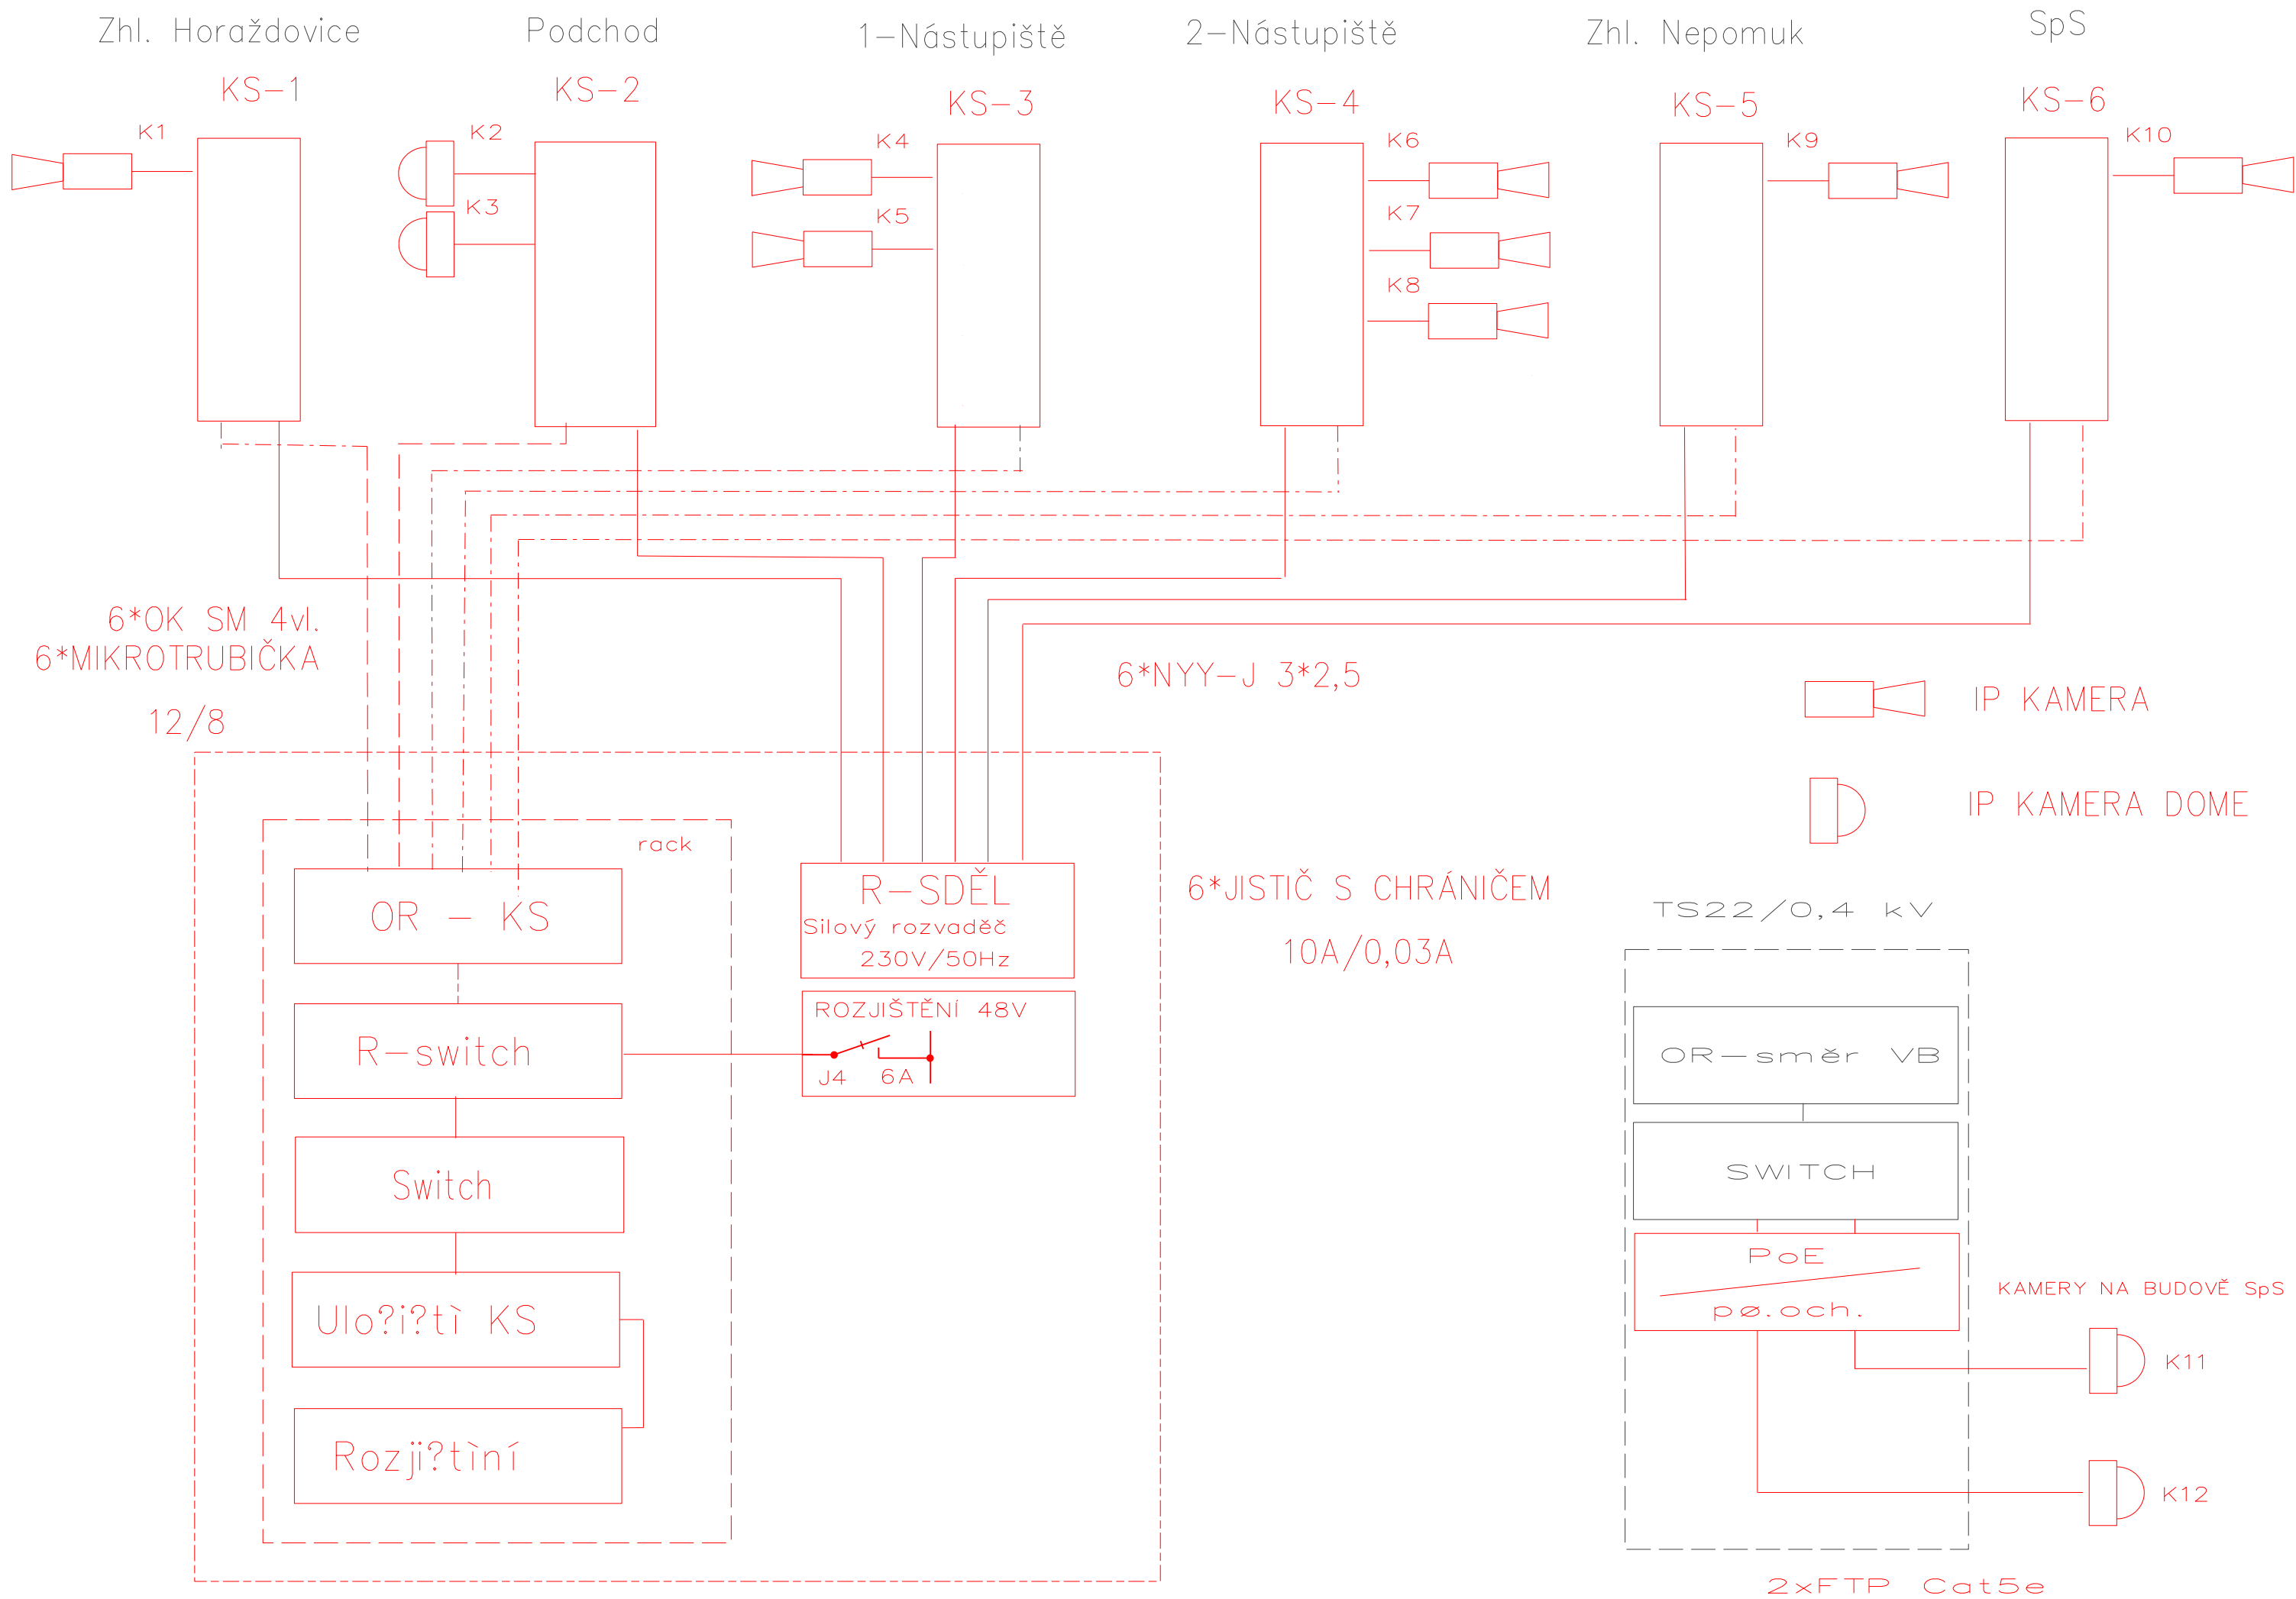 Zhl. Horaždovice
Podchod
1-Nástupiště
2-Nástupiště
Zhl. Nepomuk
SpS
KS-1
KS-2
KS-3
KS-4
KS-5
KS-6
K1
K2
K3
K4
K5
K6
K7
K8
K9
K10
6*OK SM 4vl.
6*MIKROTRUBIČKA
12/8
6*NYY-J 3*2,5
IP KAMERA
IP KAMERA DOME
rack
OR - KS
R-switch
Switch
Ulo?i?tì KS
Rozji?tìní
R-SDĚL
Silový rozvaděč
230V/50Hz
ROZJIŠTĚNÍ 48V
J4 6A
6*JISTIČ S CHRÁNIČEM
10A/0,03A
TS22/0,4 kV
OR-směr VB
SWITCH
PoE
pø.och.
KAMERY NA BUDOVĚ SpS
K11
K12
2xFTP Cat5e